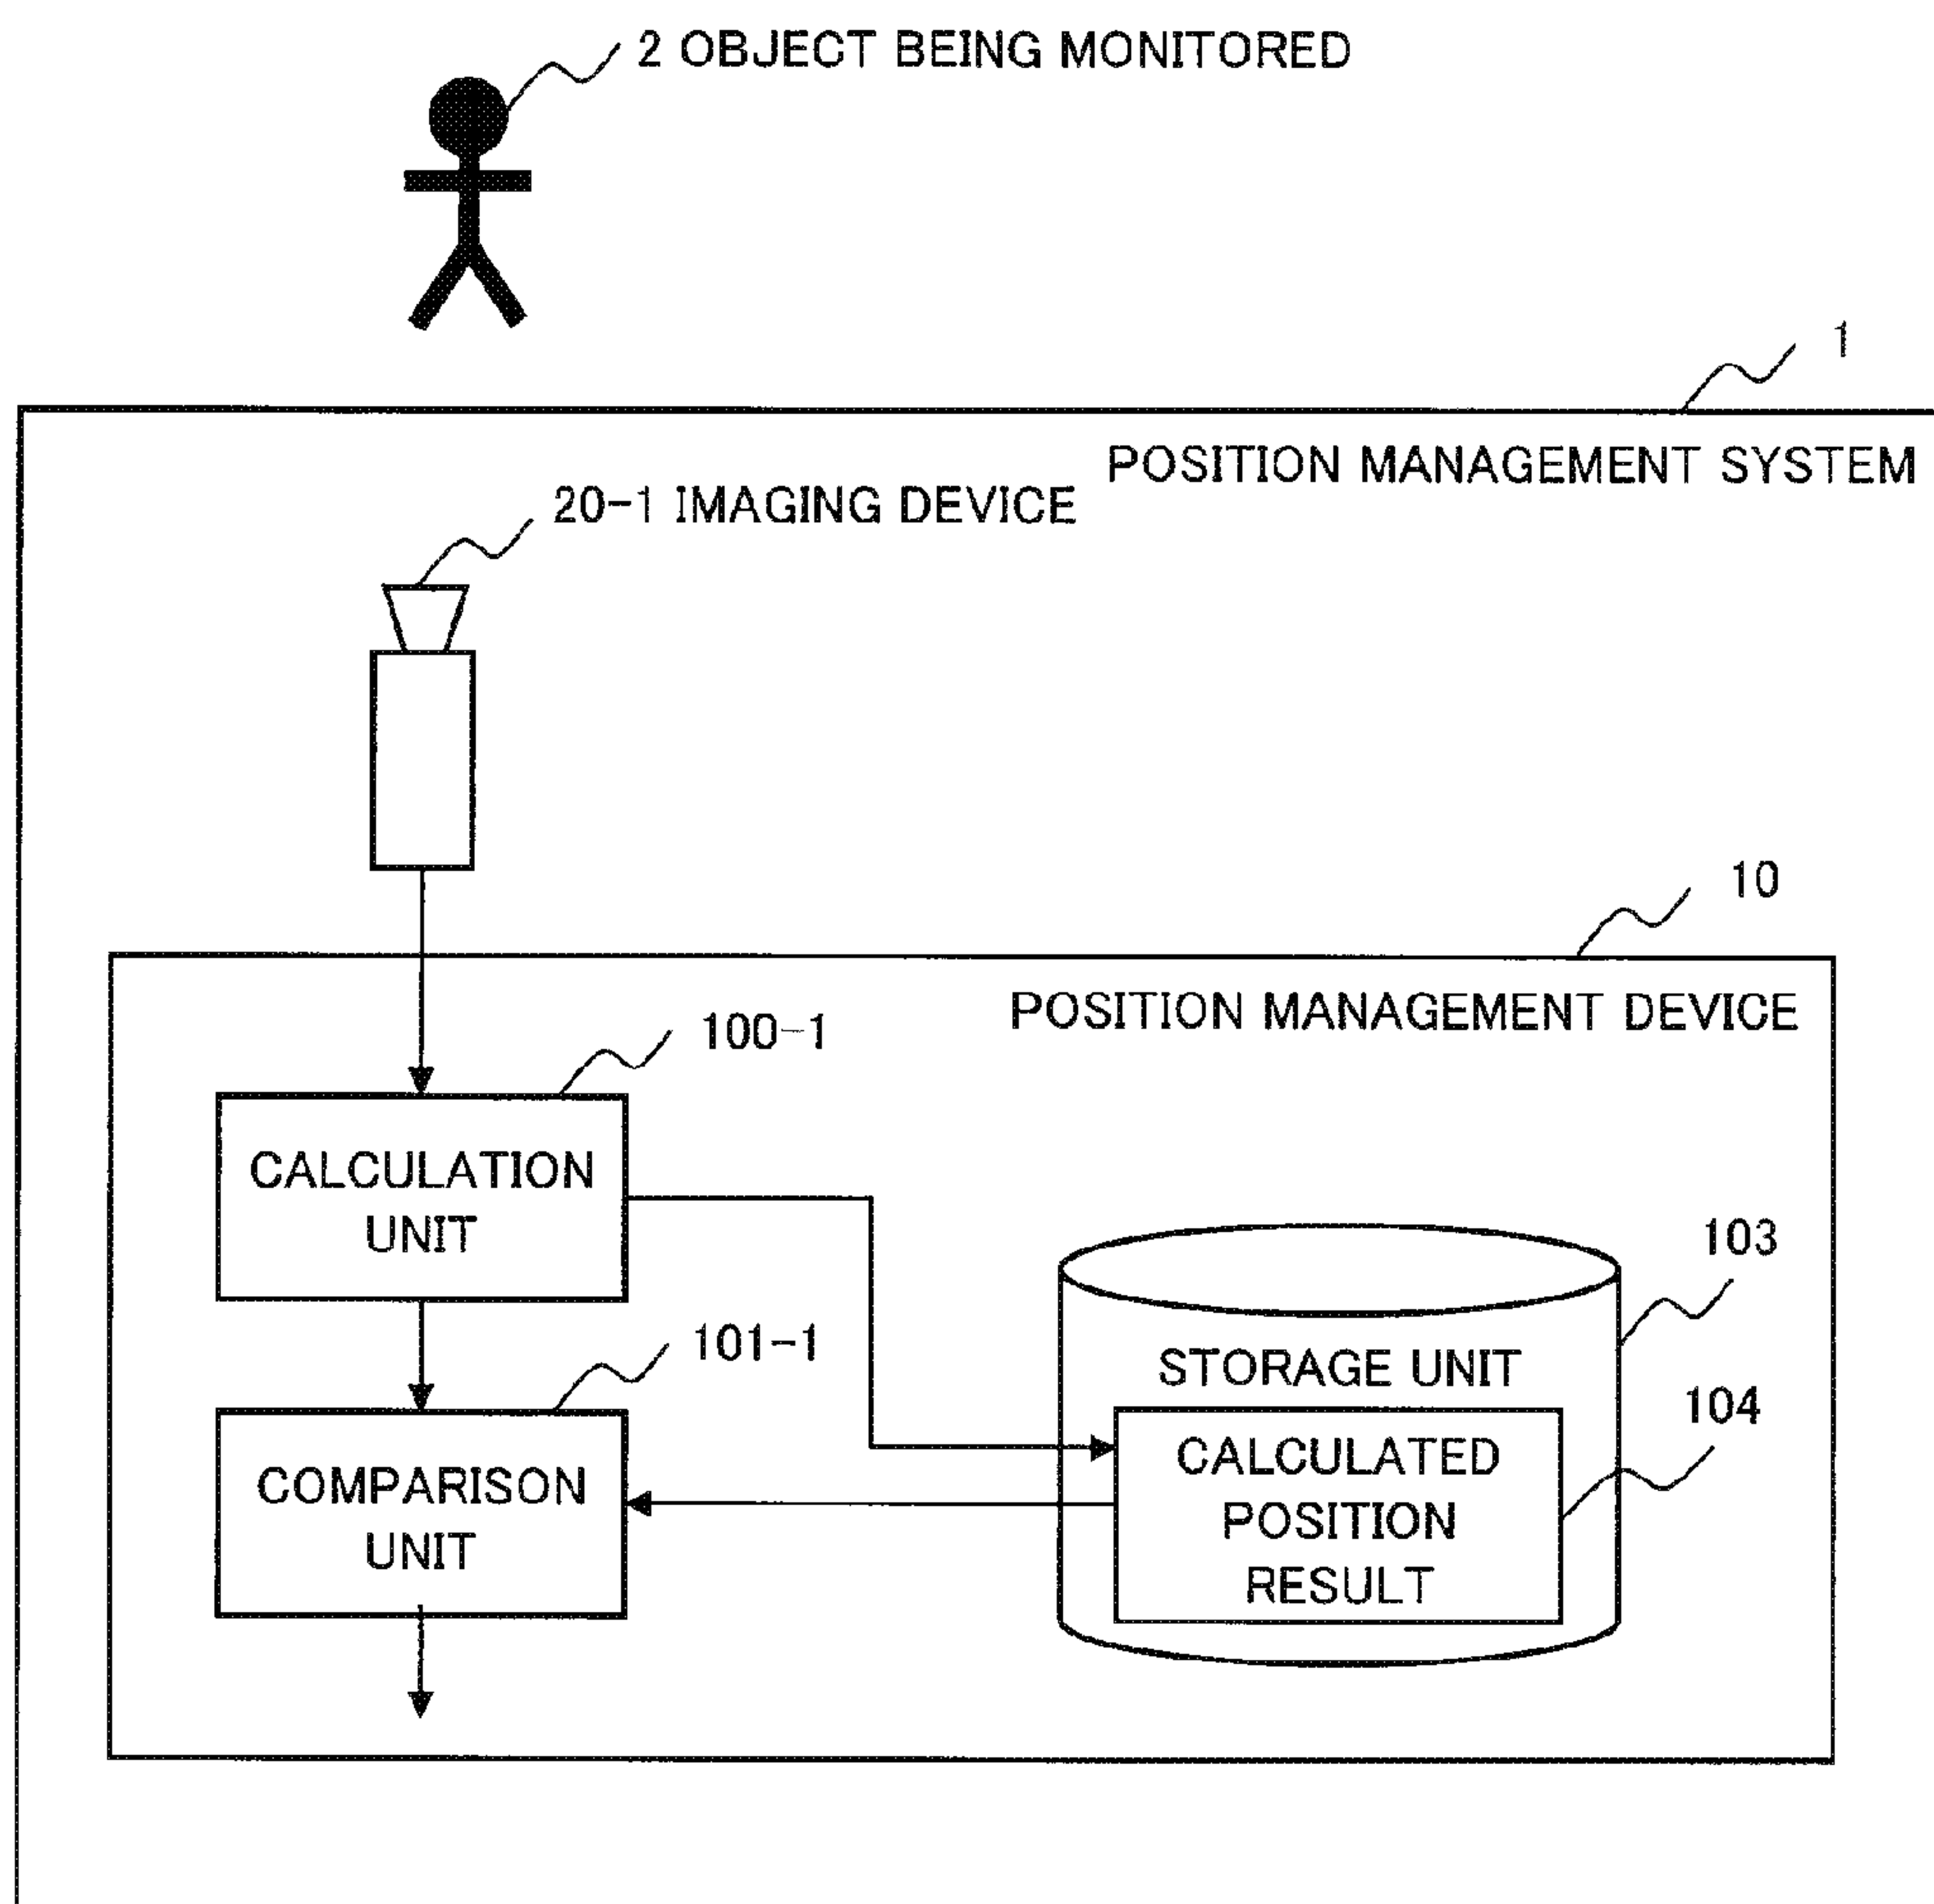 2 OBJECT BEING MONITORED
1
POSITION MANAGEMENT SYSTEM
20-1 IMAGING DEVICE
10
POSITION MANAGEMENT DEVICE
100-1
CALCULATION
UNIT
103
101-1
STORAGE UNIT
104
COMPARISON
UNIT
CALCULATED
POSITION
RESULT